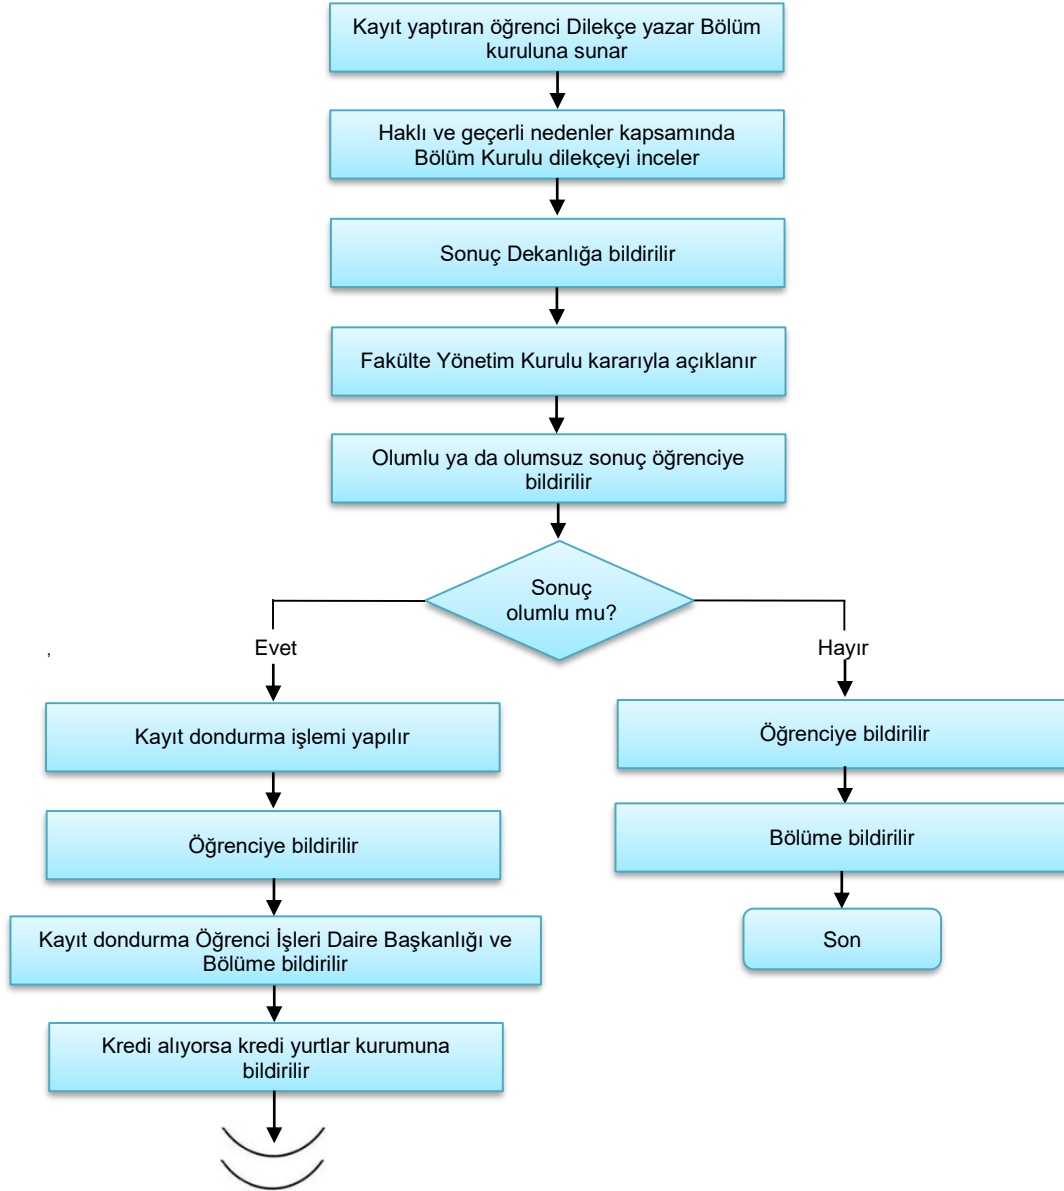 Kayıt yaptıran öğrenci Dilekçe yazar Bölüm
kuruluna sunar
Haklı ve geçerli nedenler kapsamında
Bölüm Kurulu dilekçeyi inceler
Sonuç Dekanlığa bildirilir
Fakülte Yönetim Kurulu kararıyla açıklanır
Olumlu ya da olumsuz sonuç öğrenciye
bildirilir
Sonuç
olumlu mu?
,
Evet
Kayıt dondurma işlemi yapılır
Öğrenciye bildirilir
Kayıt dondurma Öğrenci İşleri Daire Başkanlığı ve
Bölüme bildirilir
Kredi alıyorsa kredi yurtlar kurumuna
bildirilir
Hayır
Öğrenciye bildirilir
Bölüme bildirilir
Son